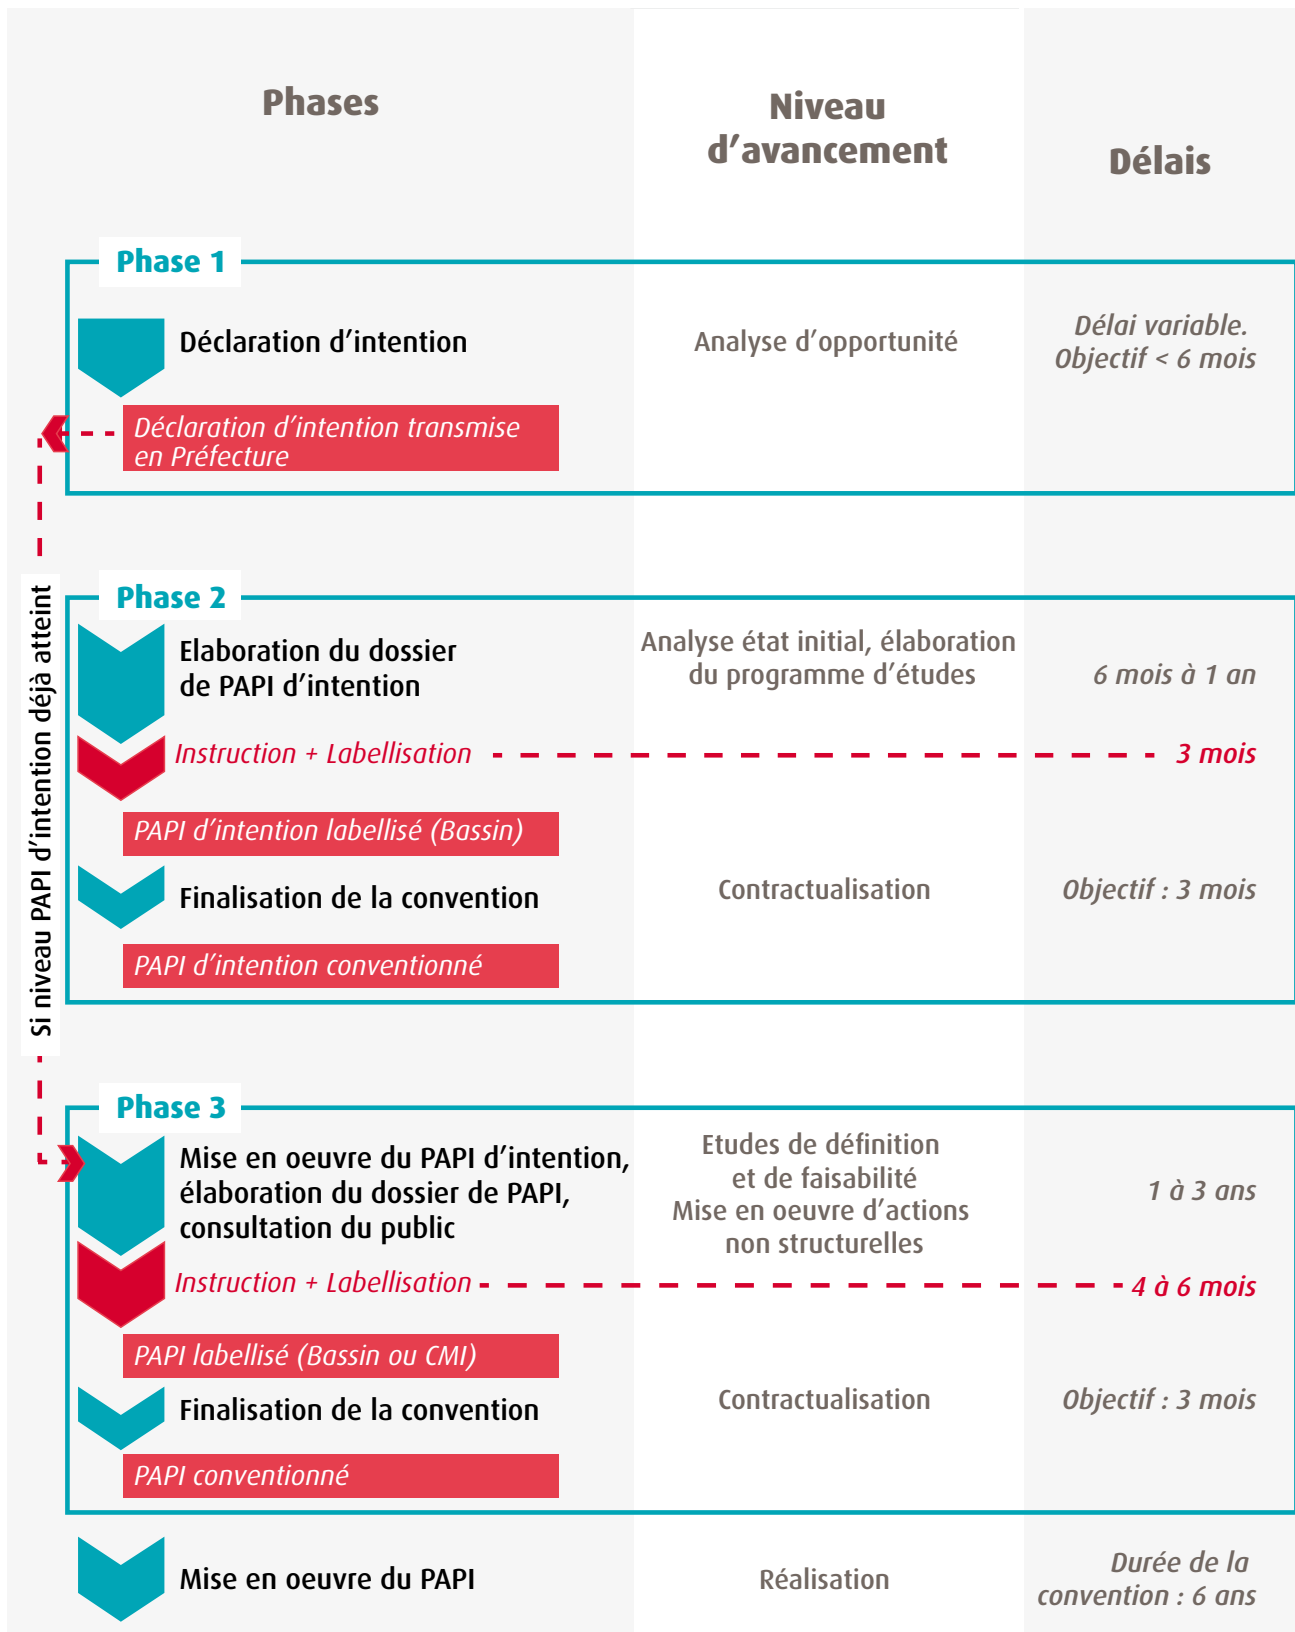 Phases
Niveau
d'avancement
Délais
Phase 1
Déclaration d'intention
Analyse d'opportunité
Délai variable.
Objectif < 6 mois
Déclaration d'intention transmise
en Préfecture
Si niveau PAPI d'intention déjà atteint
Phase 2
Elaboration du dossier
de PAPI d'intention
Analyse état initial, élaboration
du programme d'études
6 mois à 1 an
Instruction + Labellisation
3 mois
PAPI d'intention labellisé (Bassin)
Finalisation de la convention
Contractualisation
Objectif : 3 mois
PAPI d'intention conventionné
Phase 3
Mise en oeuvre du PAPI d'intention,
élaboration du dossier de PAPI,
consultation du public
Etudes de définition
et de faisabilité
Mise en oeuvre d'actions
non structurelles
1 à 3 ans
Instruction + Labellisation
4 à 6 mois
PAPI labellisé (Bassin ou CMI)
Finalisation de la convention
Contractualisation
Objectif : 3 mois
PAPI conventionné
Mise en oeuvre du PAPI
Réalisation
Durée de la
convention : 6 ans